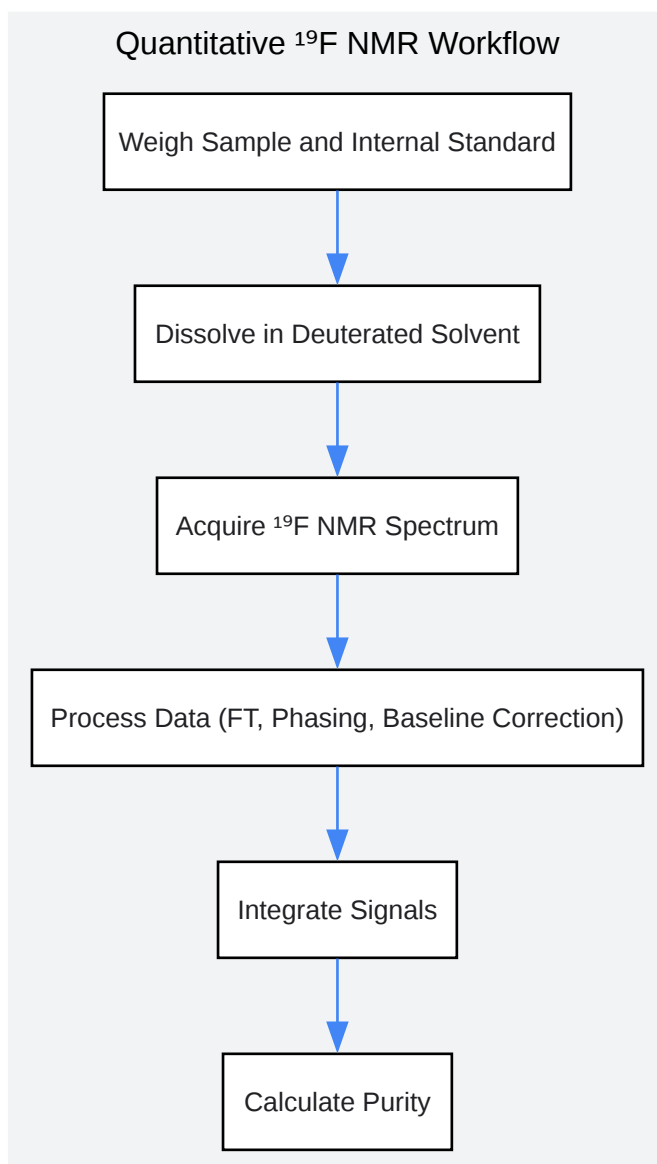 Quantitative ¹⁹F NMR Workflow
Weigh Sample and Internal Standard
Dissolve in Deuterated Solvent
Acquire ¹⁹F NMR Spectrum
Process Data (FT, Phasing, Baseline Correction)
Integrate Signals
Calculate Purity